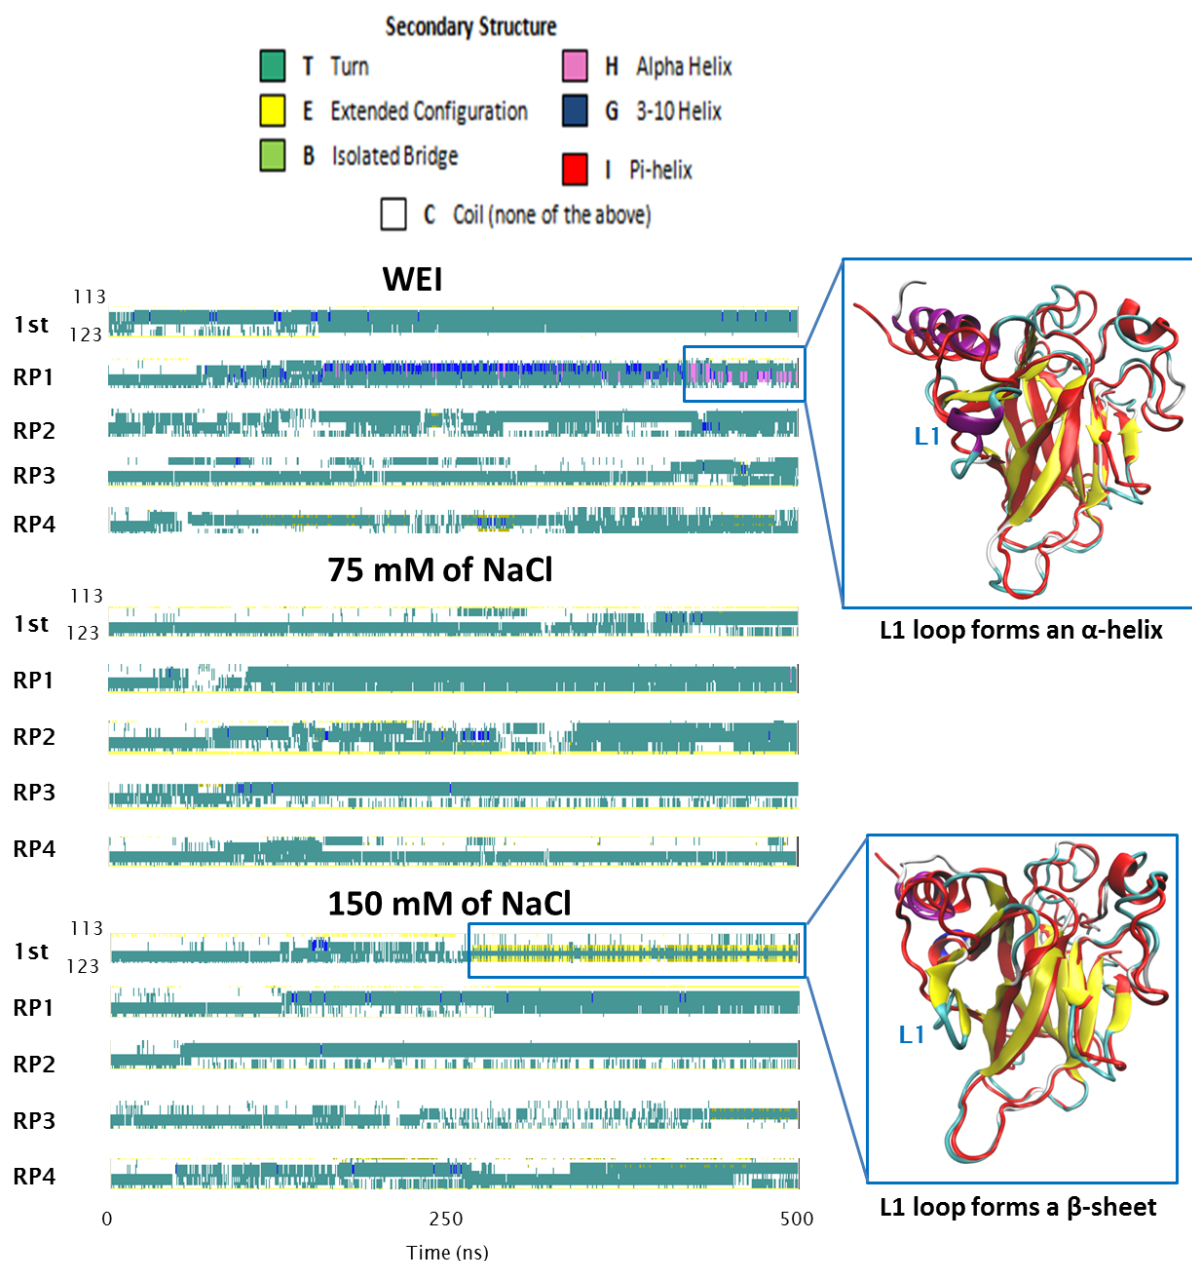 Secondary Structure
T Turn
H Alpha Helix
E Extended Configuration
G 3-10 Helix
B Isolated Bridge
I Pi-helix
C Coil (none of the above)
WEI
113
1st
123
RP1
RP2
RP3
RP4
L1
L1 loop forms an α-helix
75 mM of NaCl
113
1st
123
RP1
RP2
RP3
RP4
150 mM of NaCl
113
1st
123
RP1
RP2
RP3
RP4
L1
L1 loop forms a β-sheet
0 250 500
Time (ns)